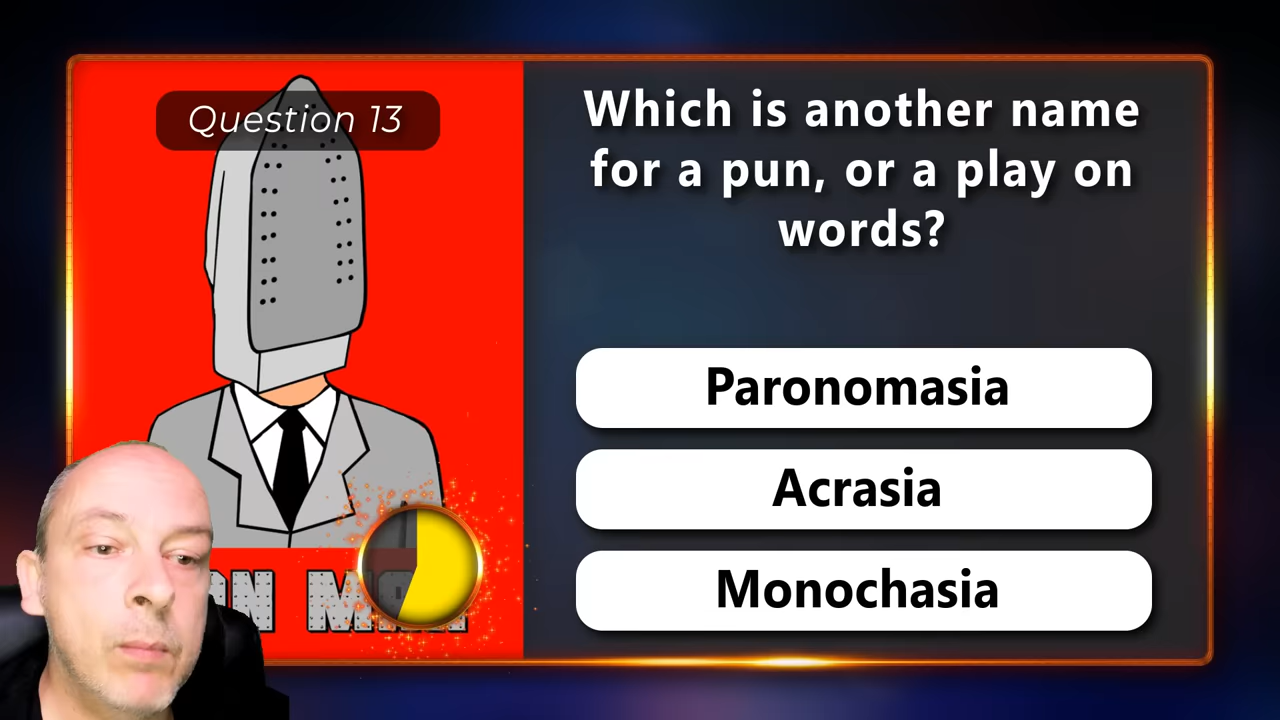 Question 13
Which is another name
for a pun, or a play on
words?
Paronomasia
Acrasia
Monochasia